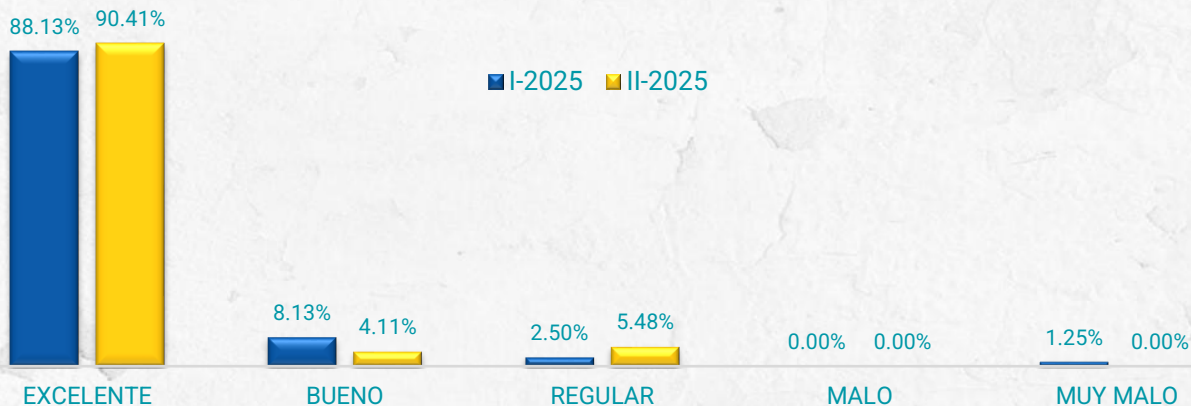 88.13% 90.41%
I-2025 II-2025
8.13% 4.11% 2.50% 5.48% 0.00% 0.00% 1.25% 0.00%
EXCELENTE BUENO REGULAR MALO MUY MALO